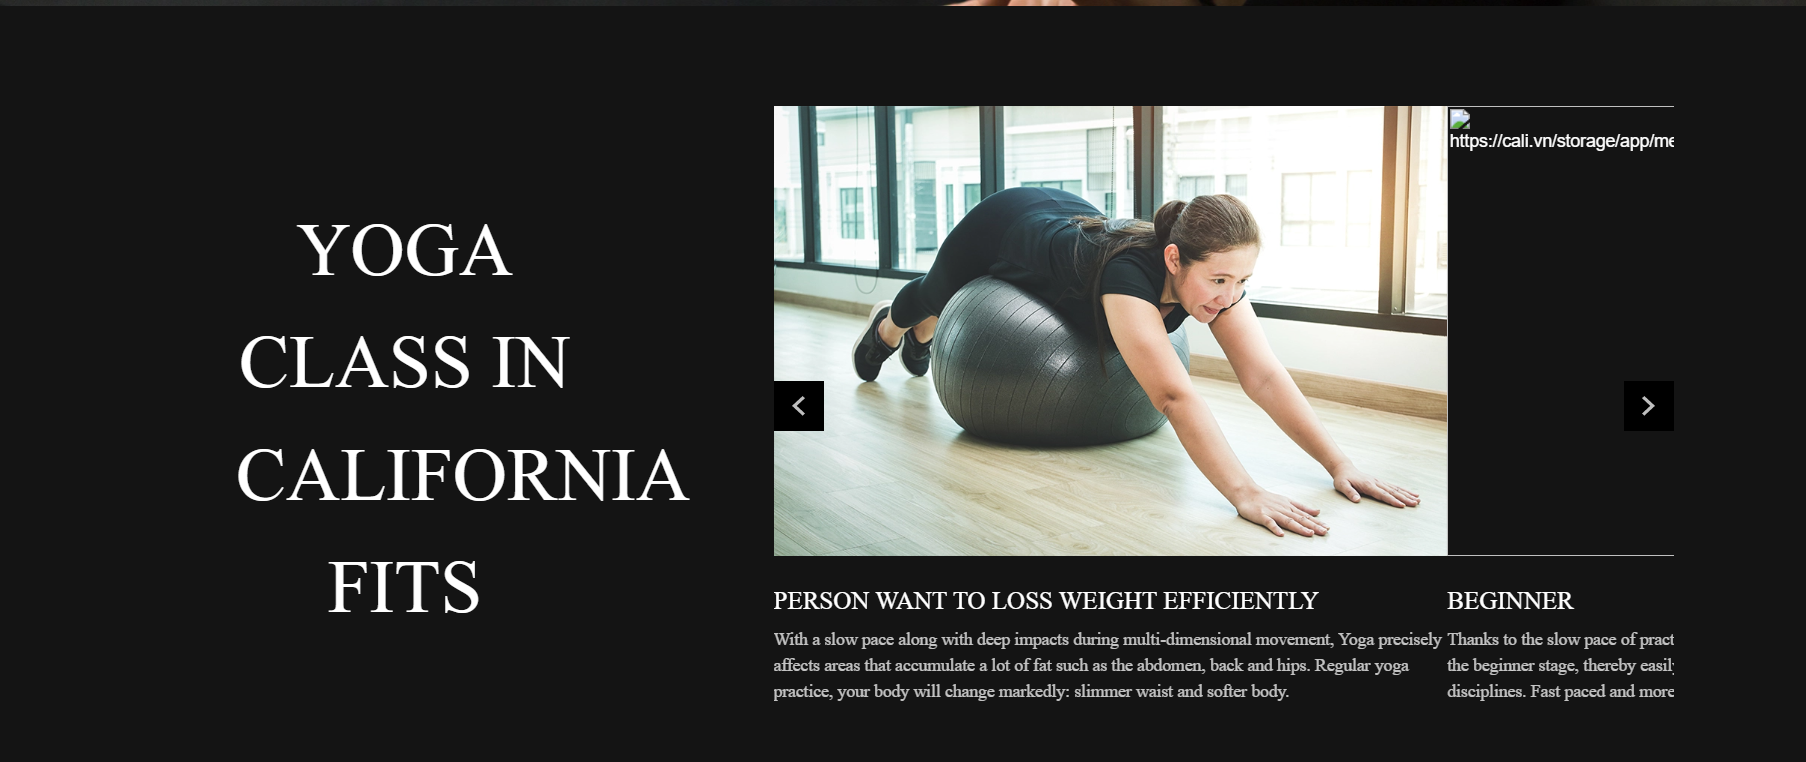 YOGA
CLASS IN
CALIFORNIA
FITS
https://cali.vn/storage/app/me
PERSON WANT TO LOSS WEIGHT EFFICIENTLY
With a slow pace along with deep impacts during multi-dimensional movement, Yoga precisely
affects areas that accumulate a lot of fat such as the abdomen, back and hips. Regular yoga
practice, your body will change markedly: slimmer waist and softer body.
BEGINNER
Thanks to the slow pace of pract
the beginner stage, thereby easily
disciplines. Fast paced and more